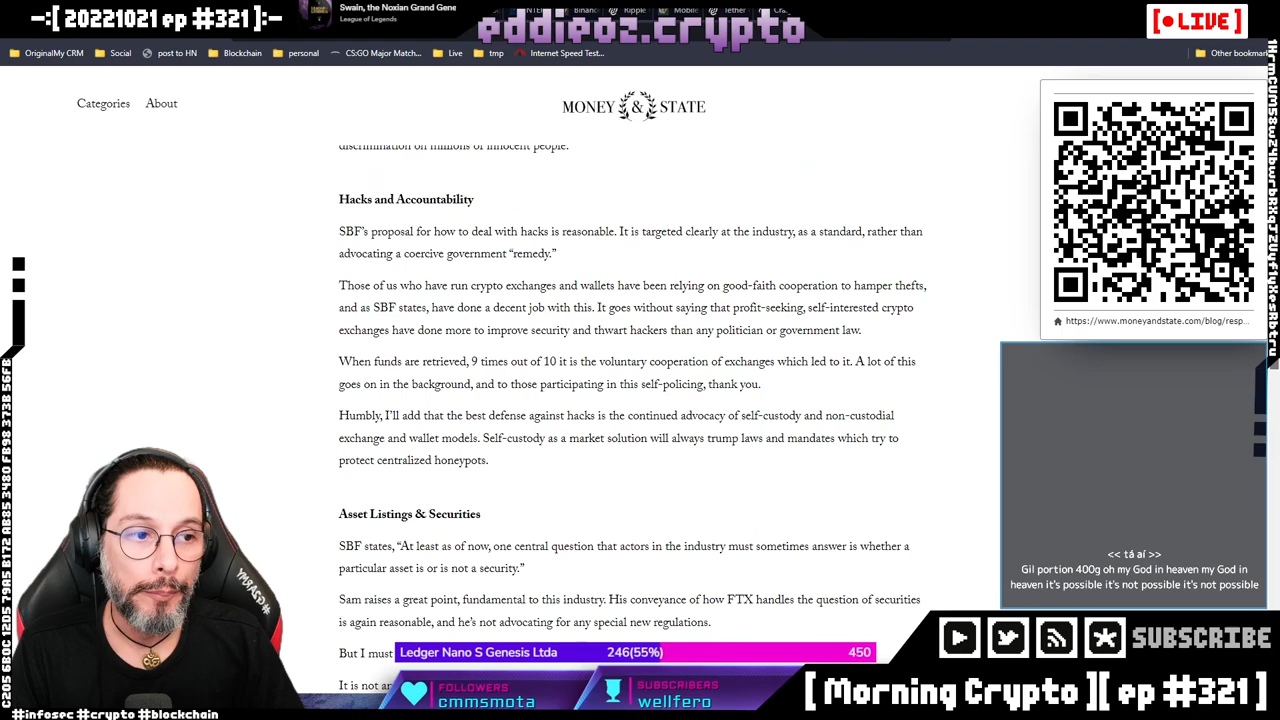 -:[ 20221021 ep #321 ]:-
Swain, the Noxian Grand Gene
League of Legends
Binanc
Ripple
Mobile
Tether
eddieoz.crypto
[ • LIVE ]
OriginalMy CRM
Social
post to HN
Blockchain
personal
CS:GO Major Match...
Live
tmp
Internet Speed Test...
Other bookmar
Categories
About
MONEY & STATE
discrimination on millions of innocent people.
Hacks and Accountability
SBF's proposal for how to deal with hacks is reasonable. It is targeted clearly at the industry, as a standard, rather than
advocating a coercive government “remedy.”
Those of us who have run crypto exchanges and wallets have been relying on good-faith cooperation to hamper thefts,
and as SBF states, have done a decent job with this. It goes without saying that profit-seeking, self-interested crypto
exchanges have done more to improve security and thwart hackers than any politician or government law.
When funds are retrieved, 9 times out of 10 it is the voluntary cooperation of exchanges which led to it. A lot of this
goes on in the background, and to those participating in this self-policing, thank you.
Humbly, I'll add that the best defense against hacks is the continued advocacy of self-custody and non-custodial
exchange and wallet models. Self-custody as a market solution will always trump laws and mandates which try to
protect centralized honeypots.
Asset Listings & Securities
SBF states, “At least as of now, one central question that actors in the industry must sometimes answer is whether a
particular asset is or is not a security.”
Sam raises a great point, fundamental to this industry. His conveyance of how FTX handles the question of securities
is again reasonable, and he's not advocating for any special new regulations.
But I must
It is not an
https://www.moneyandstate.com/blog/resp...
<< tá aí >>
Gil portion 400g oh my God in heaven my God in
heaven it's possible it's not possible it's not possible
Ledger Nano S Genesis Ltda
246(55%)
450
FOLLOWERS
cmmsmota
SUBSCRIBERS
wellfero
SUBSCRIBE
[ Morning Crypto ][ ep #321 ]
#infosec #crypto #blockchain